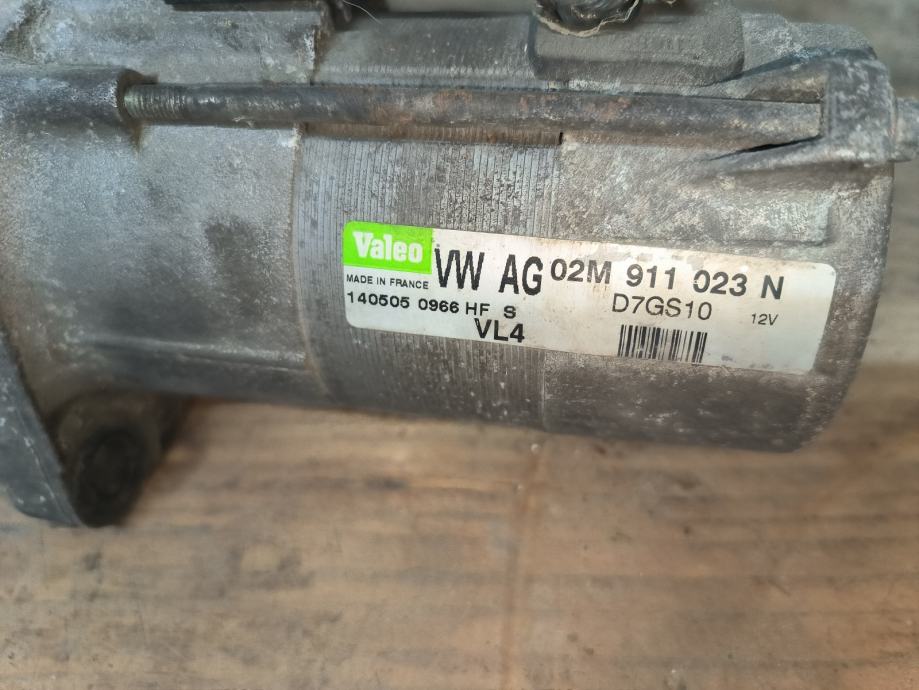 Valeo VW AG 02M 911 023 N
MADE IN FRANCE D7GS10 12V
140505 0966 HF S
VL4